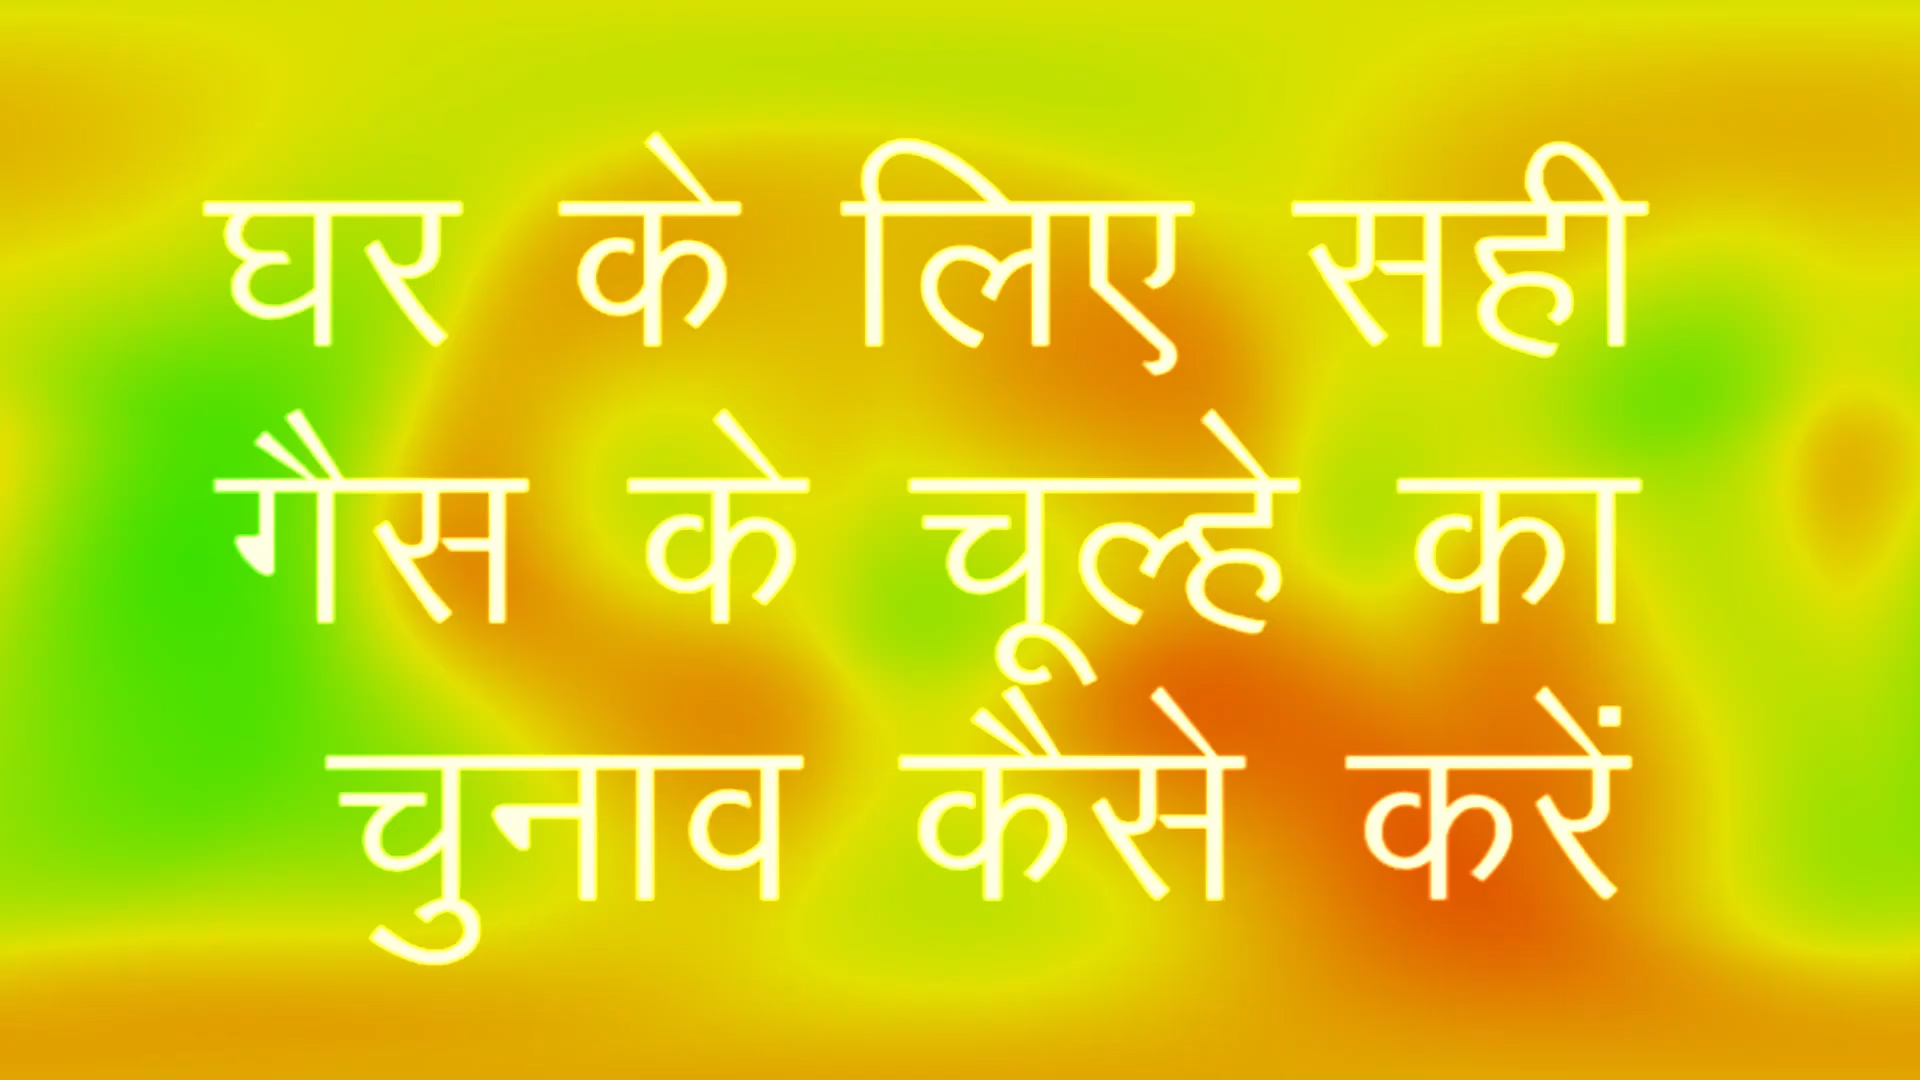 घर के लिए सही
गैस के चूल्हे का
चुनाव कैसे करें